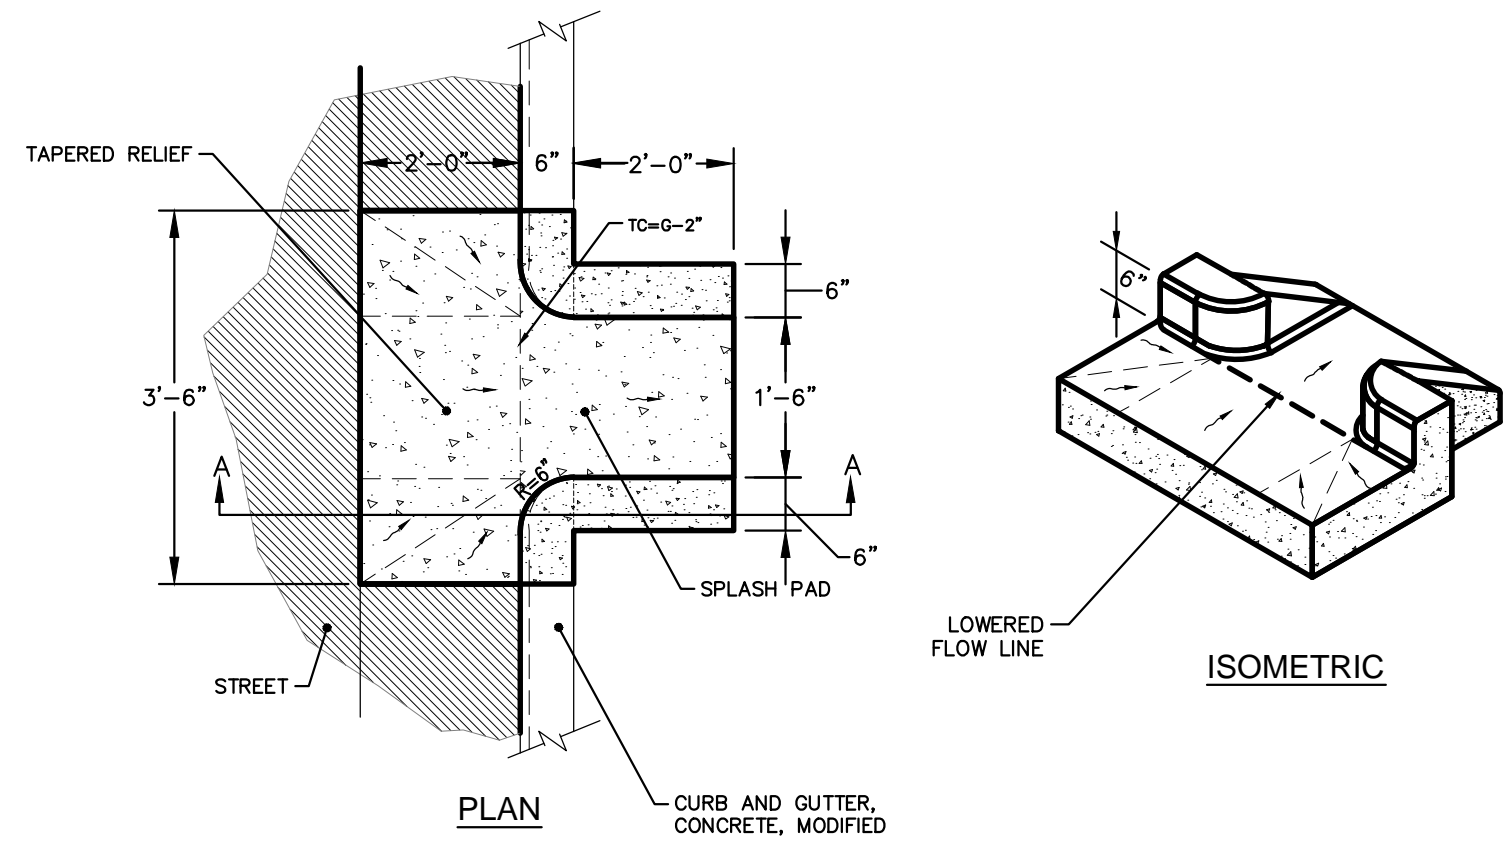 TAPERED RELIEF
2'-0"
6"
2'-0"
TC=G-2"
6"
3'-6"
1'-6"
A
A
R=6"
6"
SPLASH PAD
STREET
PLAN
CURB AND GUTTER,
CONCRETE, MODIFIED
6"
LOWERED
FLOW LINE
ISOMETRIC